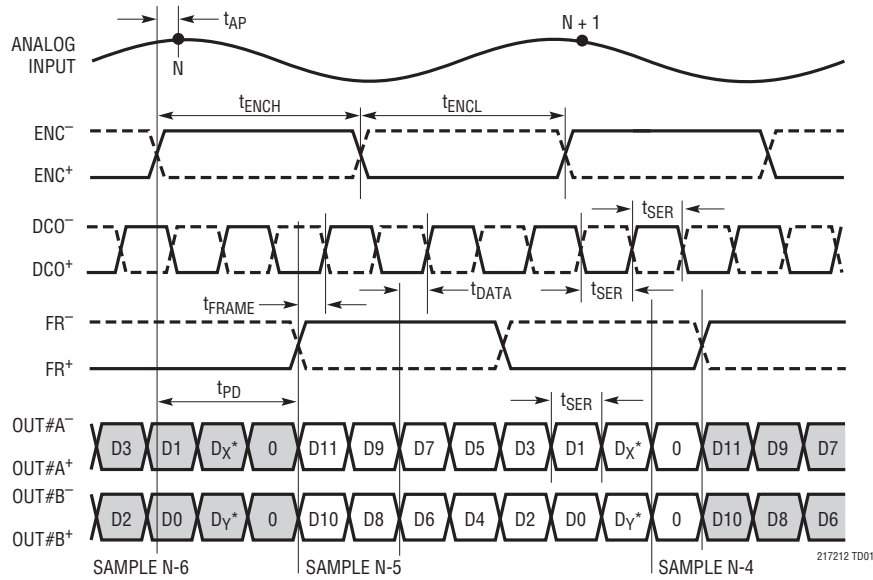 tAP
N + 1
ANALOG
INPUT
N
tENCH
tENCL
ENC–
ENC+
DCO–
DCO+
tSER
tFRAME
tDATA
tSER
FR–
FR+
tPD
tSER
OUT#A–
OUT#A+
D3 D1 DX* 0 D11 D9 D7 D5 D3 D1 DX* 0 D11 D9 D7
OUT#B–
OUT#B+
D2 D0 DY* 0 D10 D8 D6 D4 D2 D0 DY* 0 D10 D8 D6
SAMPLE N-6
SAMPLE N-5
SAMPLE N-4
217212 TD01